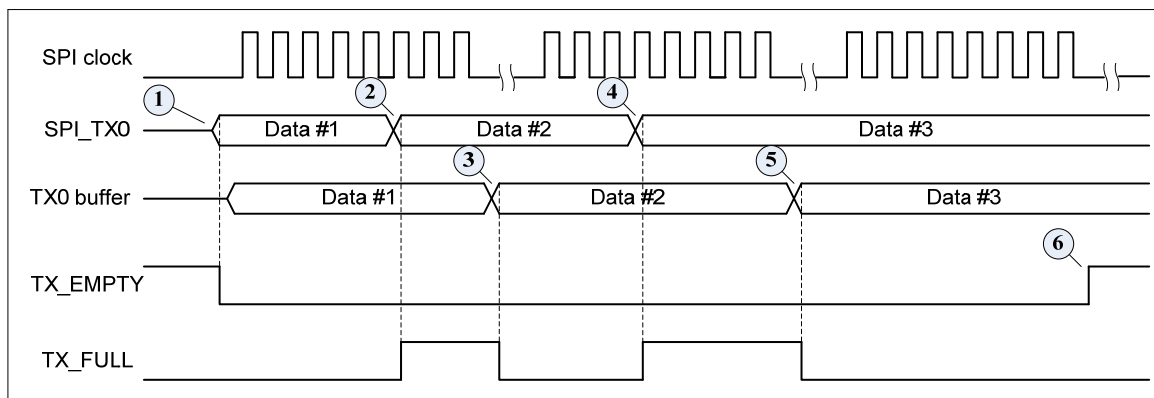 SPI clock
1
2
4
SPI_TX0
Data #1
Data #2
Data #3
3
5
TX0 buffer
Data #1
Data #2
Data #3
6
TX_EMPTY
TX_FULL